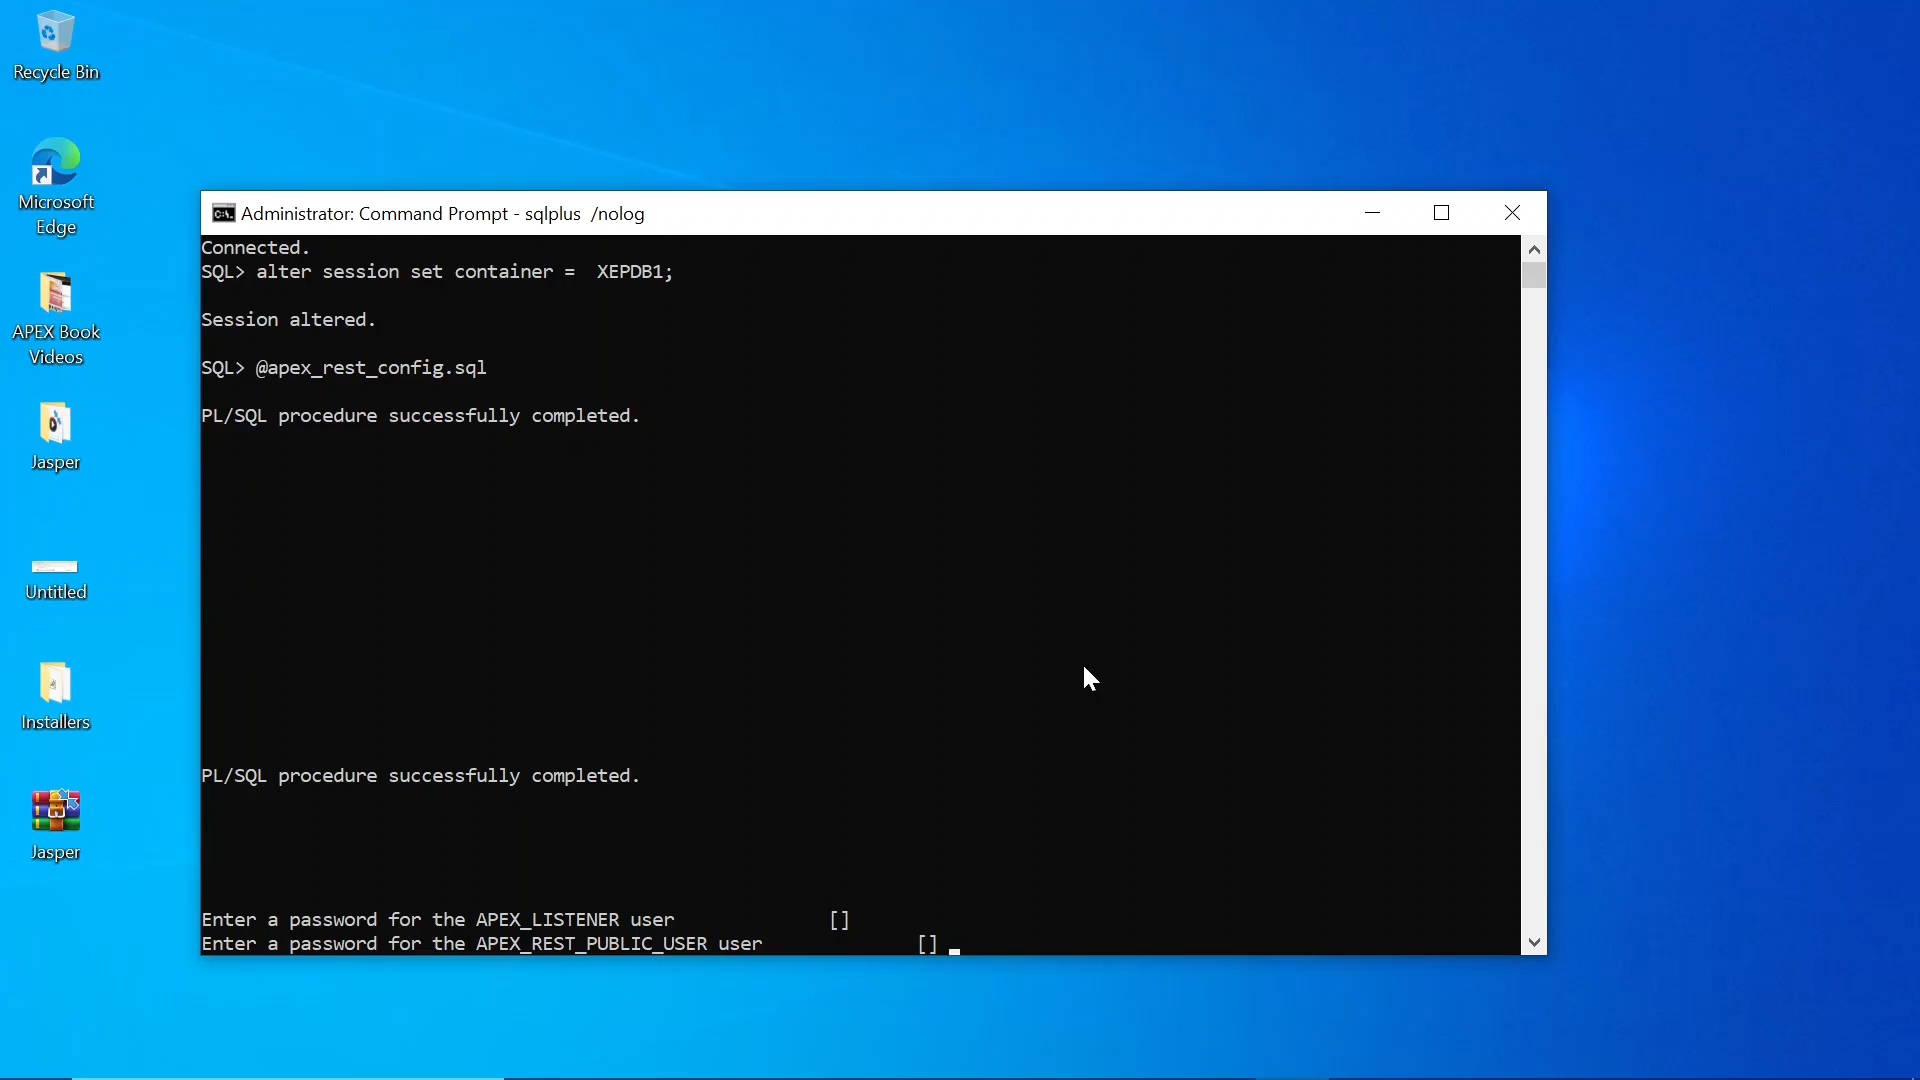 Recycle Bin
Microsoft
Edge
APEX Book
Videos
Jasper
Untitled
Installers
Jasper
Administrator: Command Prompt - sqlplus  /nolog
Connected.
SQL> alter session set container =  XEPDB1;
Session altered.
SQL> @apex_rest_config.sql
PL/SQL procedure successfully completed.
PL/SQL procedure successfully completed.
Enter a password for the APEX_LISTENER user              []
Enter a password for the APEX_REST_PUBLIC_USER user              [] _